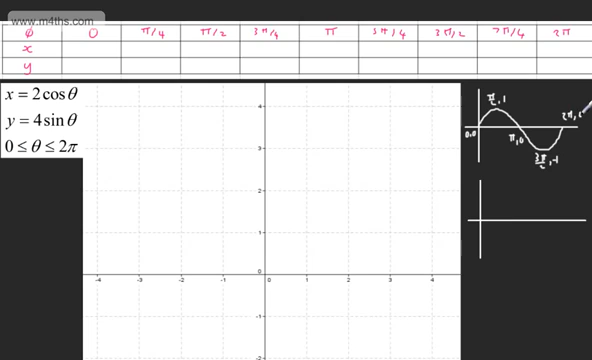 www.m4ths.com
θ 0 π/4 π/2 3π/4 π 5π/4 3π/2 7π/4 2π
x
y
x = 2cosθ
y = 4sinθ
0 ≤ θ ≤ 2π
4
3
2
1
0
-4 -3 -2 -1 0 1 2 3 4
-1
-2
π/2, 1
0,0
π, 0
2π, 0
3π/2, -1